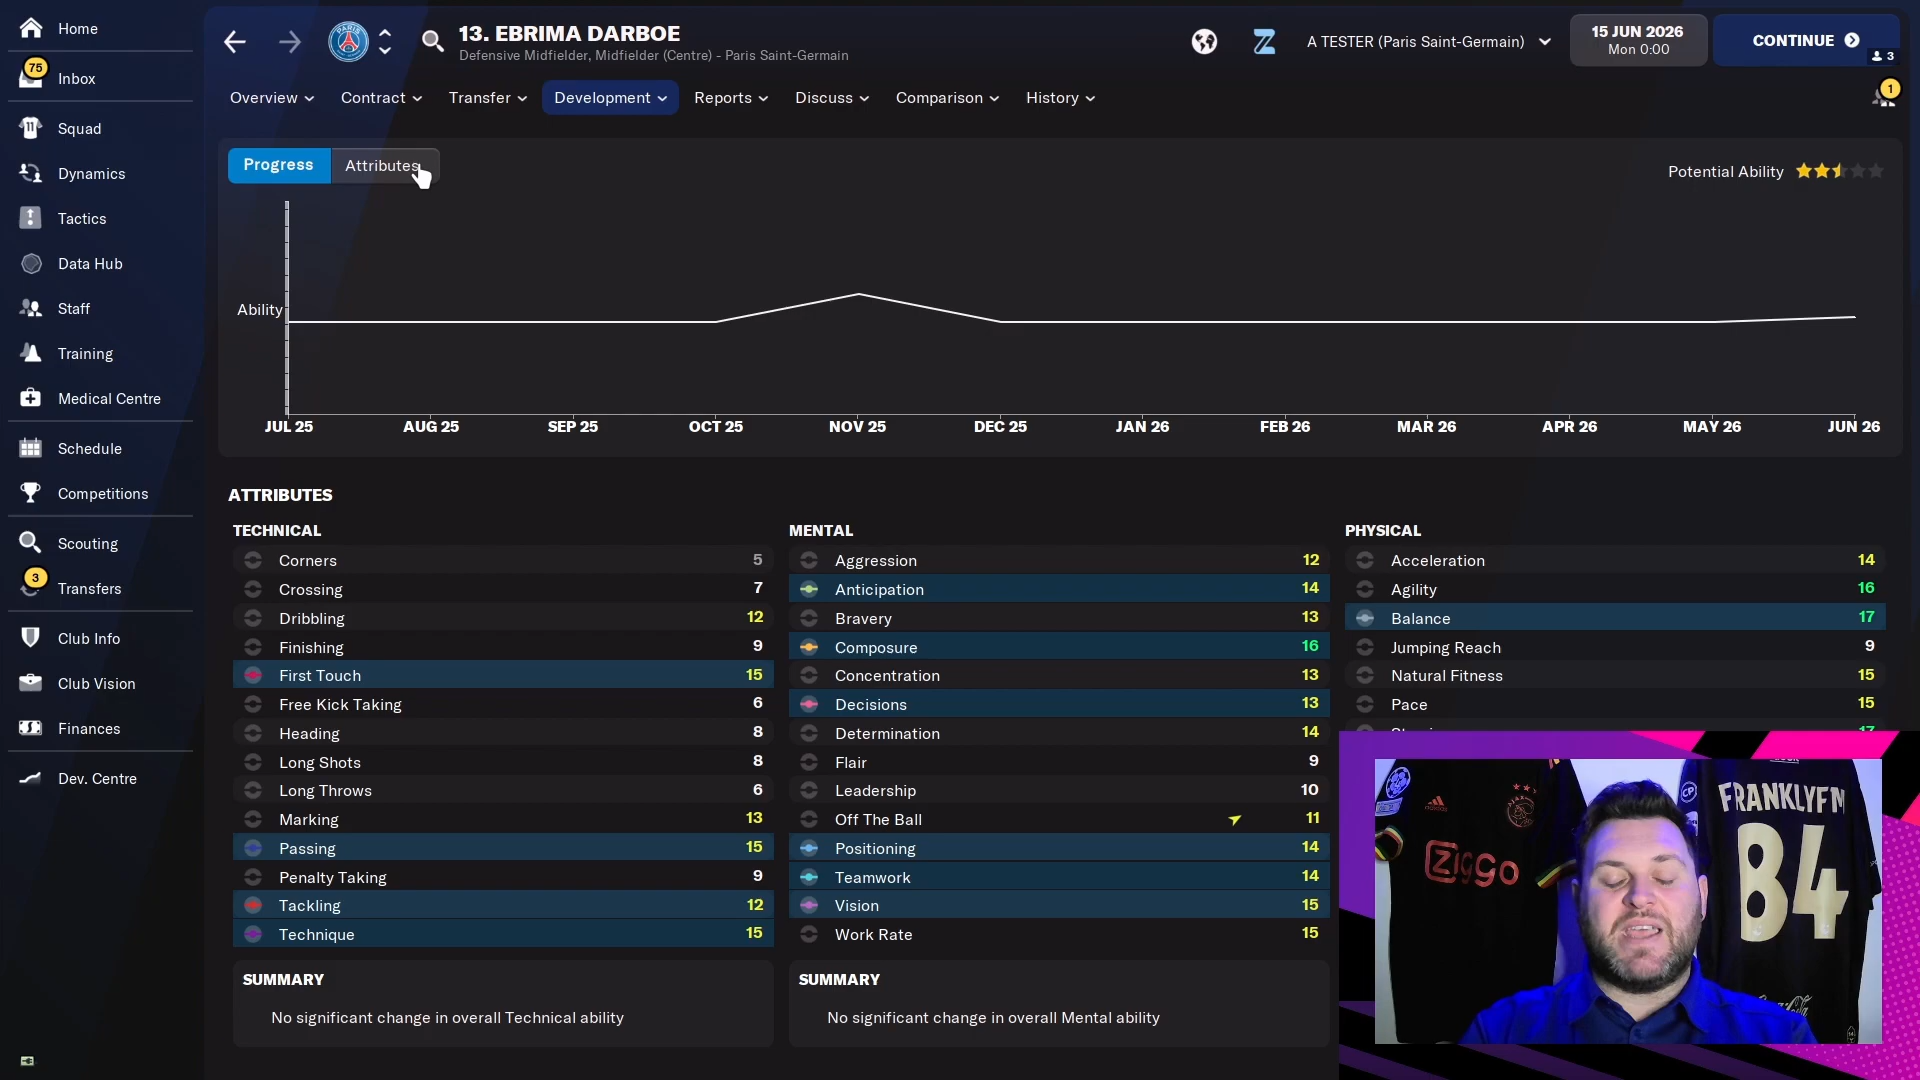 Home
75
Inbox
Squad
Dynamics
Tactics
Data Hub
Staff
Training
Medical Centre
Schedule
Competitions
Scouting
3
Transfers
Club Info
Club Vision
Finances
Dev. Centre
PARIS
13. EBRIMA DARBOE
Defensive Midfielder, Midfielder (Centre) - Paris Saint-Germain
A TESTER (Paris Saint-Germain)
15 JUN 2026
Mon 0:00
CONTINUE
3
Overview
Contract
Transfer
Development
Reports
Discuss
Comparison
History
1
Progress
Attributes
Potential Ability
Ability
JUL 25
AUG 25
SEP 25
OCT 25
NOV 25
DEC 25
JAN 26
FEB 26
MAR 26
APR 26
MAY 26
JUN 26
ATTRIBUTES
TECHNICAL
Corners 5
Crossing 7
Dribbling 12
Finishing 9
First Touch 15
Free Kick Taking 6
Heading 8
Long Shots 8
Long Throws 6
Marking 13
Passing 15
Penalty Taking 9
Tackling 12
Technique 15
SUMMARY
No significant change in overall Technical ability
MENTAL
Aggression 12
Anticipation 14
Bravery 13
Composure 16
Concentration 13
Decisions 13
Determination 14
Flair 9
Leadership 10
Off The Ball 11
Positioning 14
Teamwork 14
Vision 15
Work Rate 15
SUMMARY
No significant change in overall Mental ability
PHYSICAL
Acceleration 14
Agility 16
Balance 17
Jumping Reach 9
Natural Fitness 15
Pace 15
17
ziggo
FRANKLYFM
84